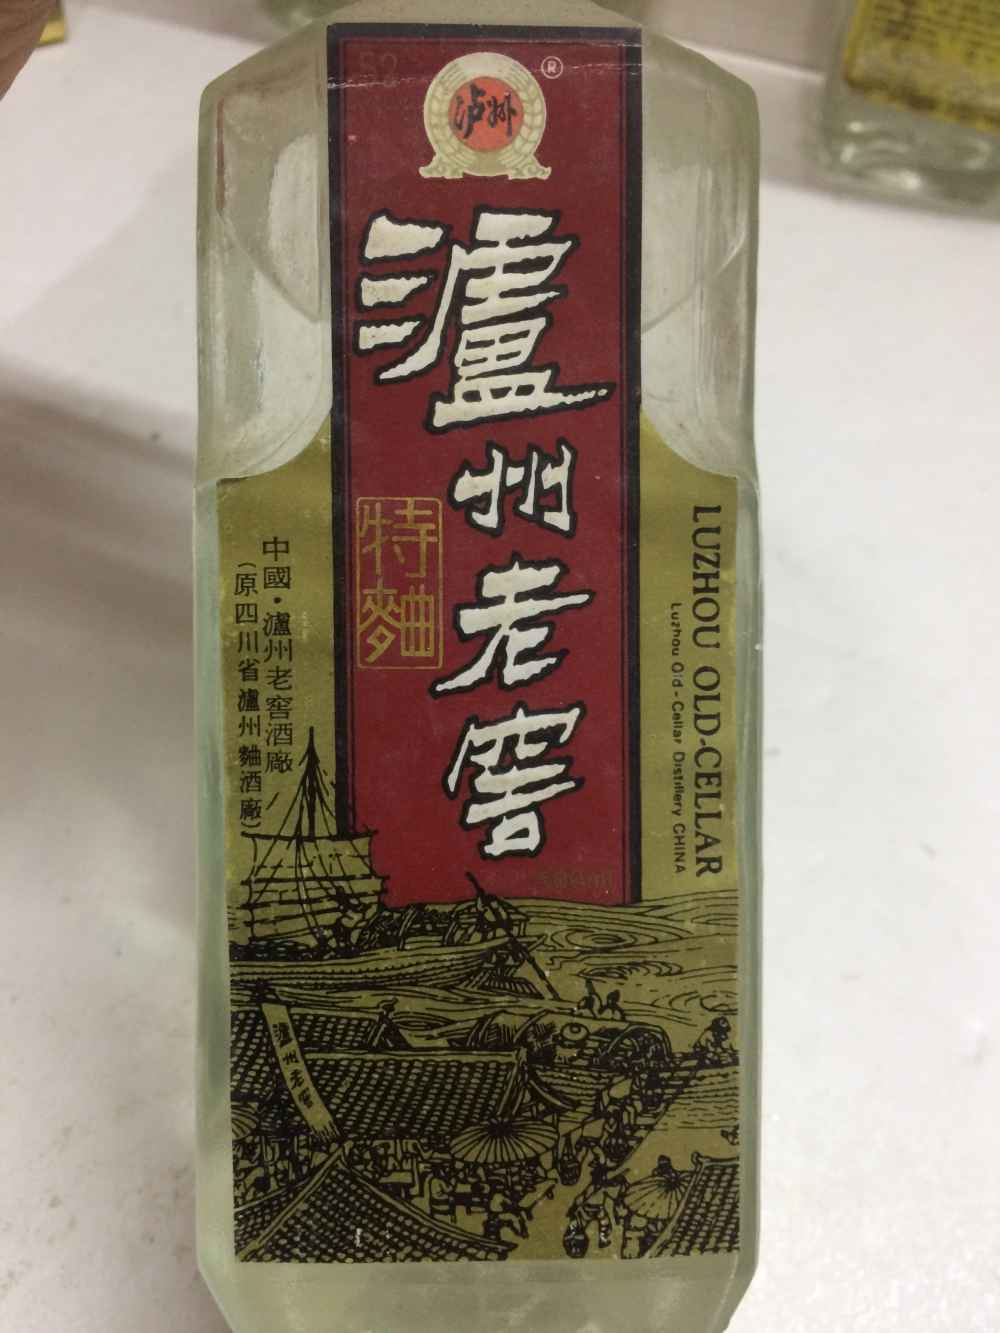 52
泸州
®
瀘州老窖
特麯
中國·瀘州老窖酒廠
(原四川省瀘州麯酒廠)
LUZHOU OLD-CELLAR
Luzhou Old-Cellar Distillery CHINA
瀘州老窖